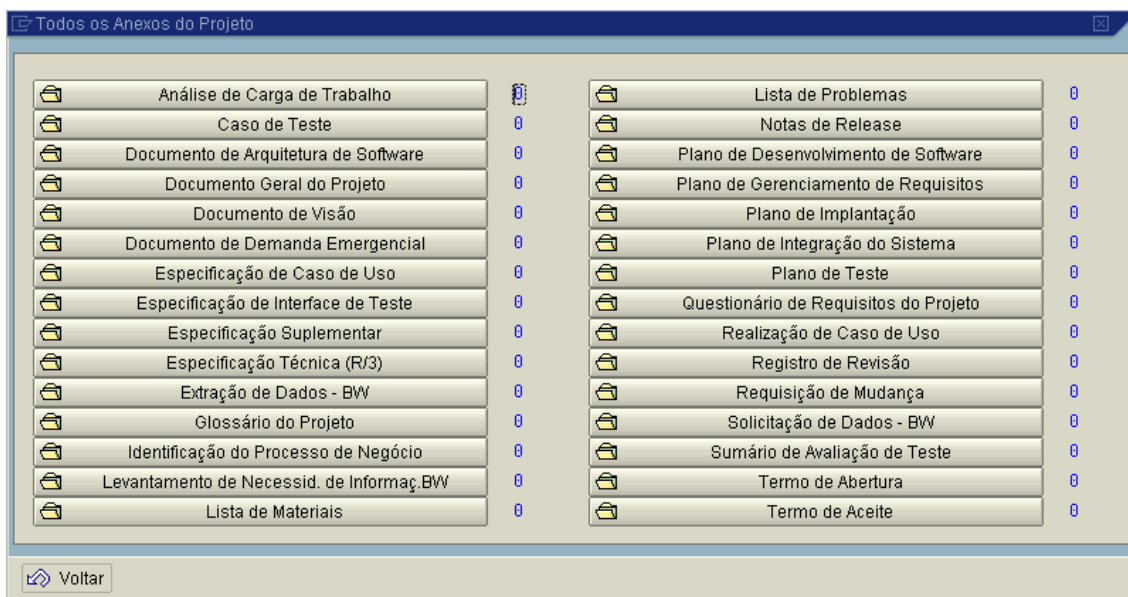 Todos os Anexos do Projeto
Análise de Carga de Trabalho 0
Caso de Teste 0
Documento de Arquitetura de Software 0
Documento Geral do Projeto 0
Documento de Visão 0
Documento de Demanda Emergencial 0
Especificação de Caso de Uso 0
Especificação de Interface de Teste 0
Especificação Suplementar 0
Especificação Técnica (R/3) 0
Extração de Dados - BW 0
Glossário do Projeto 0
Identificação do Processo de Negócio 0
Levantamento de Necessid. de Informaç.BW 0
Lista de Materiais 0
Lista de Problemas 0
Notas de Release 0
Plano de Desenvolvimento de Software 0
Plano de Gerenciamento de Requisitos 0
Plano de Implantação 0
Plano de Integração do Sistema 0
Plano de Teste 0
Questionário de Requisitos do Projeto 0
Realização de Caso de Uso 0
Registro de Revisão 0
Requisição de Mudança 0
Solicitação de Dados - BW 0
Sumário de Avaliação de Teste 0
Termo de Abertura 0
Termo de Aceite 0
Voltar